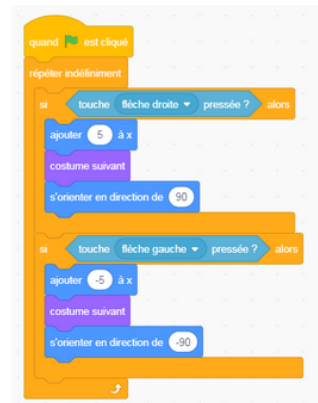 quand est cliqué
répéter indéfiniment
si touche flèche droite pressée ? alors
ajouter 5 à x
costume suivant
s'orienter en direction de 90
si touche flèche gauche pressée ? alors
ajouter -5 à x
costume suivant
s'orienter en direction de -90